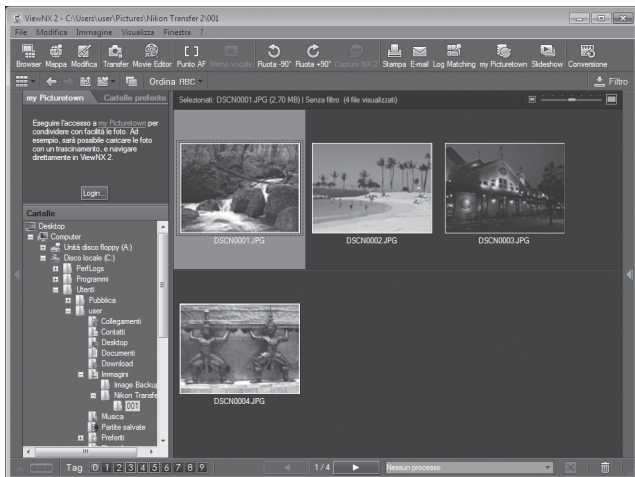 ViewNX 2 - C:\Users\user\Pictures\Nikon Transfer 2\001
File Modifica Immagine Visualizza Finestra ?
Browser Mappa Modifica Transfer Movie Editor Punto AF Memo vocale Ruota -90° Ruota +90° Capture NX 2 Stampa E-mail Log Matching my Picturetown Slideshow Conversione
Ordina ABC Filtro
my Picturetown Cartelle preferite
Selezionati: DSCN0001.JPG (2,70 MB) | Senza filtro (4 file visualizzati)
Eseguire l'accesso a my Picturetown per
condividere con facilità le foto. Ad
esempio, sarà possibile caricare le foto
con un trascinamento, e navigare
direttamente in ViewNX 2.
Login...
DSCN0001.JPG DSCN0002.JPG DSCN0003.JPG
Cartelle
Desktop
Computer
Unità disco floppy (A:)
Disco locale (C:)
PerfLogs
Programmi
Utenti
Pubblica
user
Collegamenti
Contatti
Desktop
Documenti
Download
Immagini
Image Backup
Nikon Transfe
001
Musica
Partite salvate
Preferiti
DSCN0004.JPG
Tag 0 1 2 3 4 5 6 7 8 9 1/4 Nessun processo